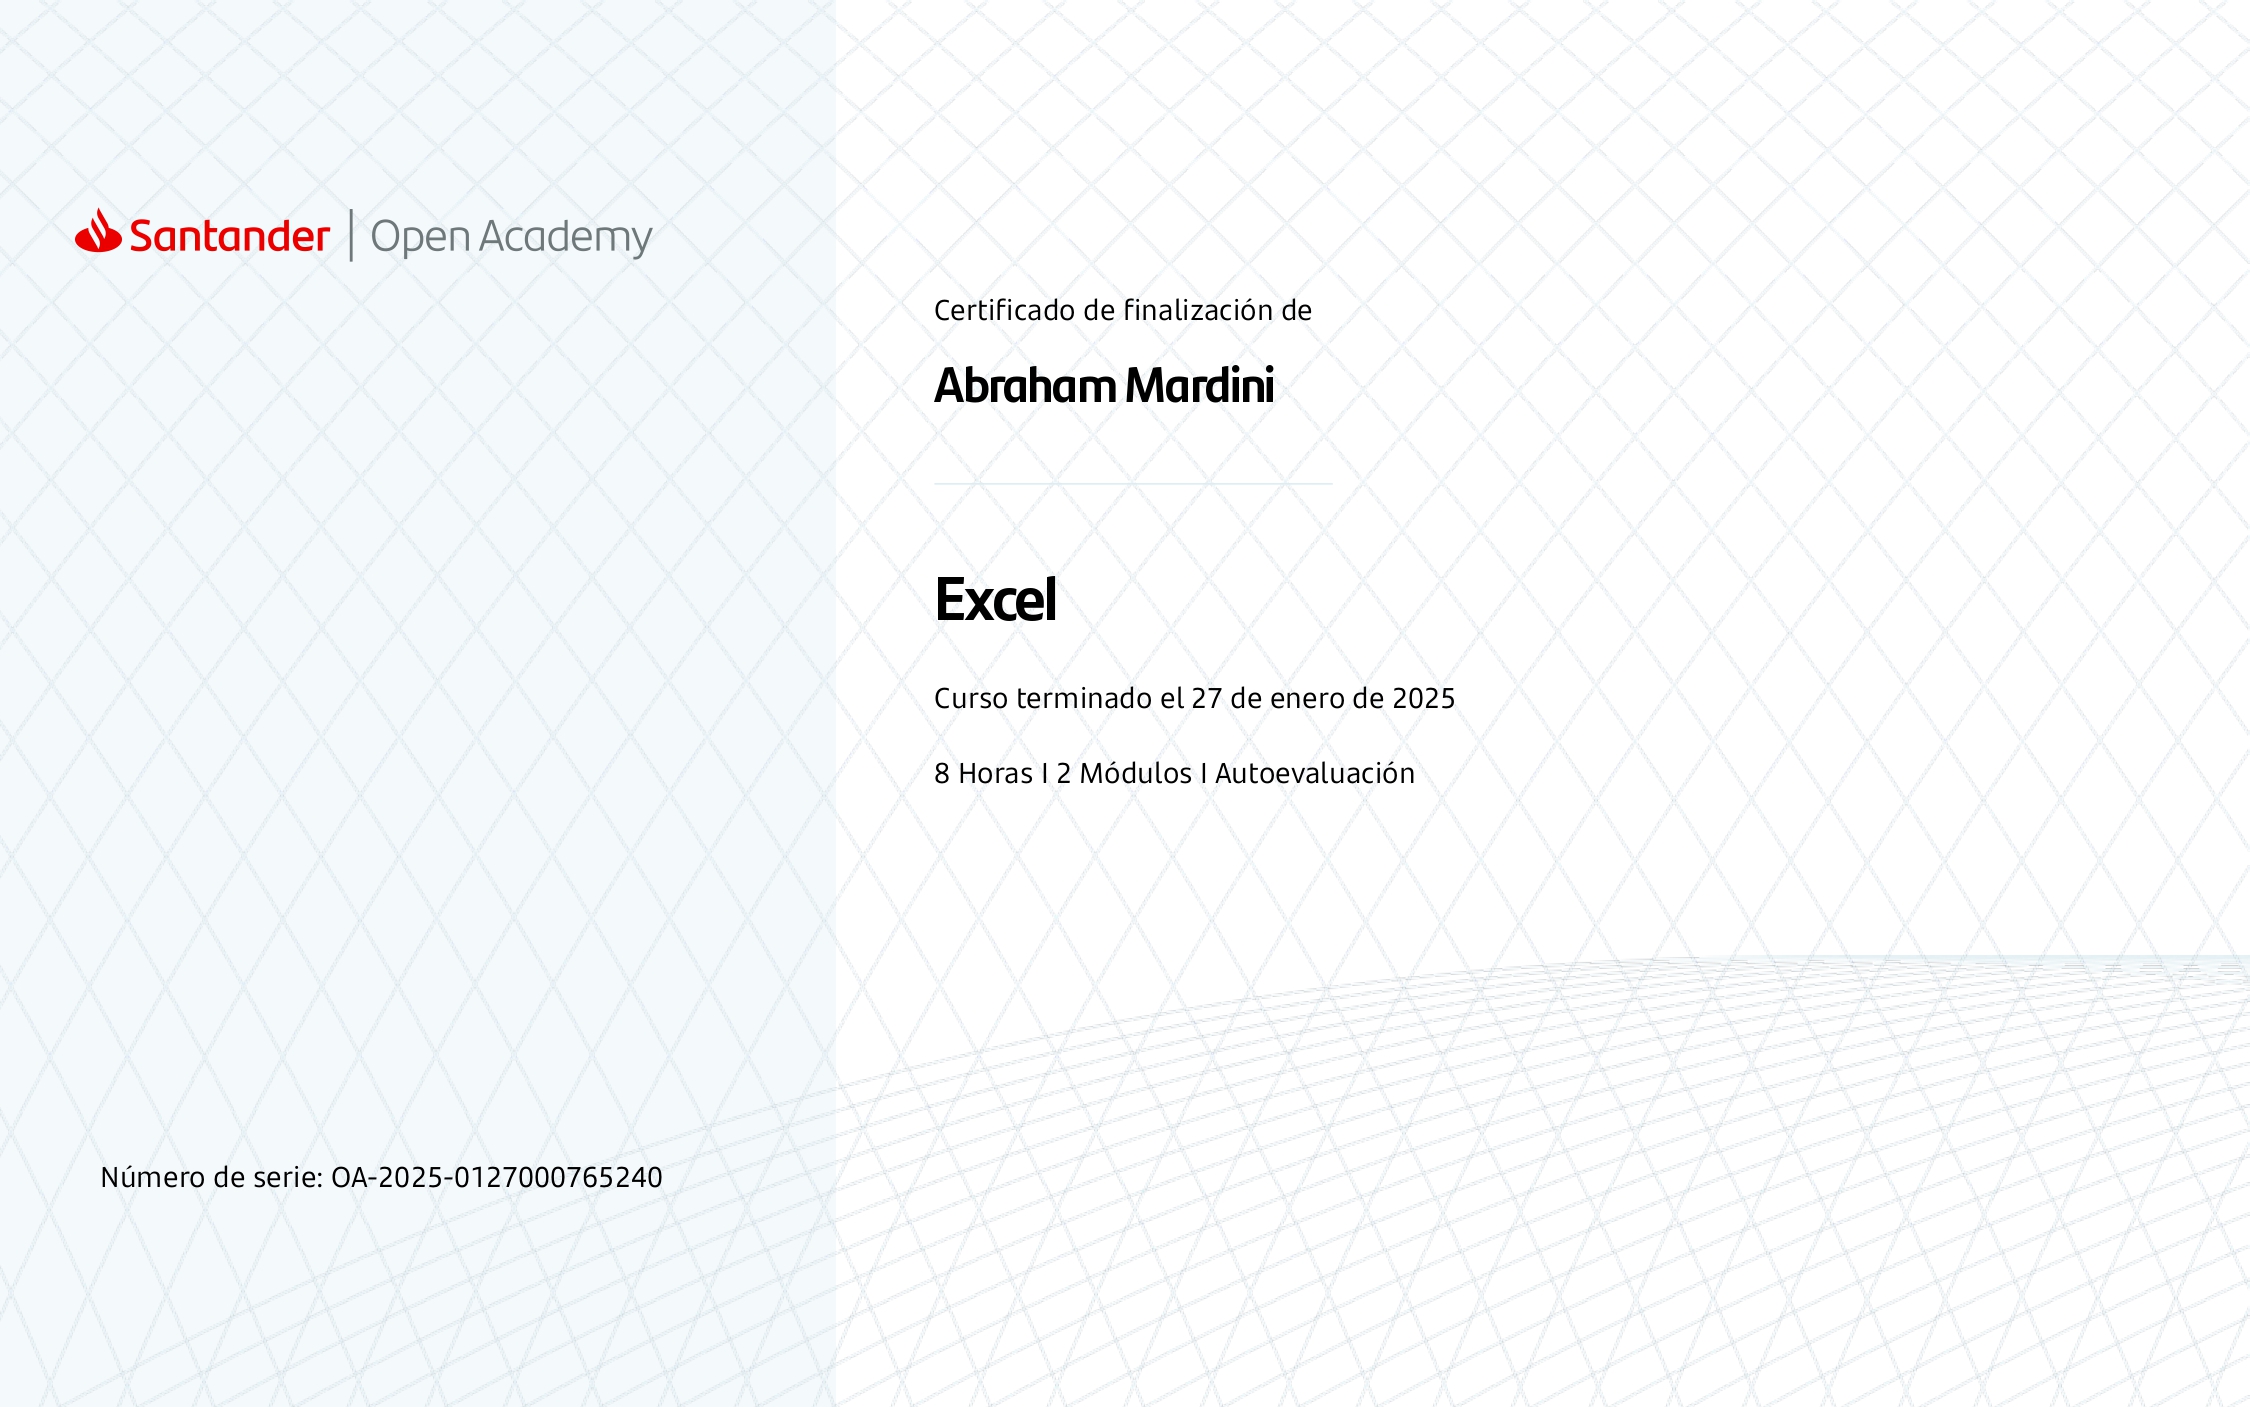 Santander | Open Academy
Certificado de finalización de
Abraham Mardini
Excel
Curso terminado el 27 de enero de 2025
8 Horas I 2 Módulos I Autoevaluación
Número de serie: OA-2025-0127000765240